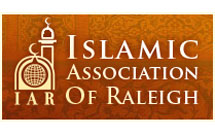 ISLAMIC
ASSOCIATION
OF RALEIGH
IAR